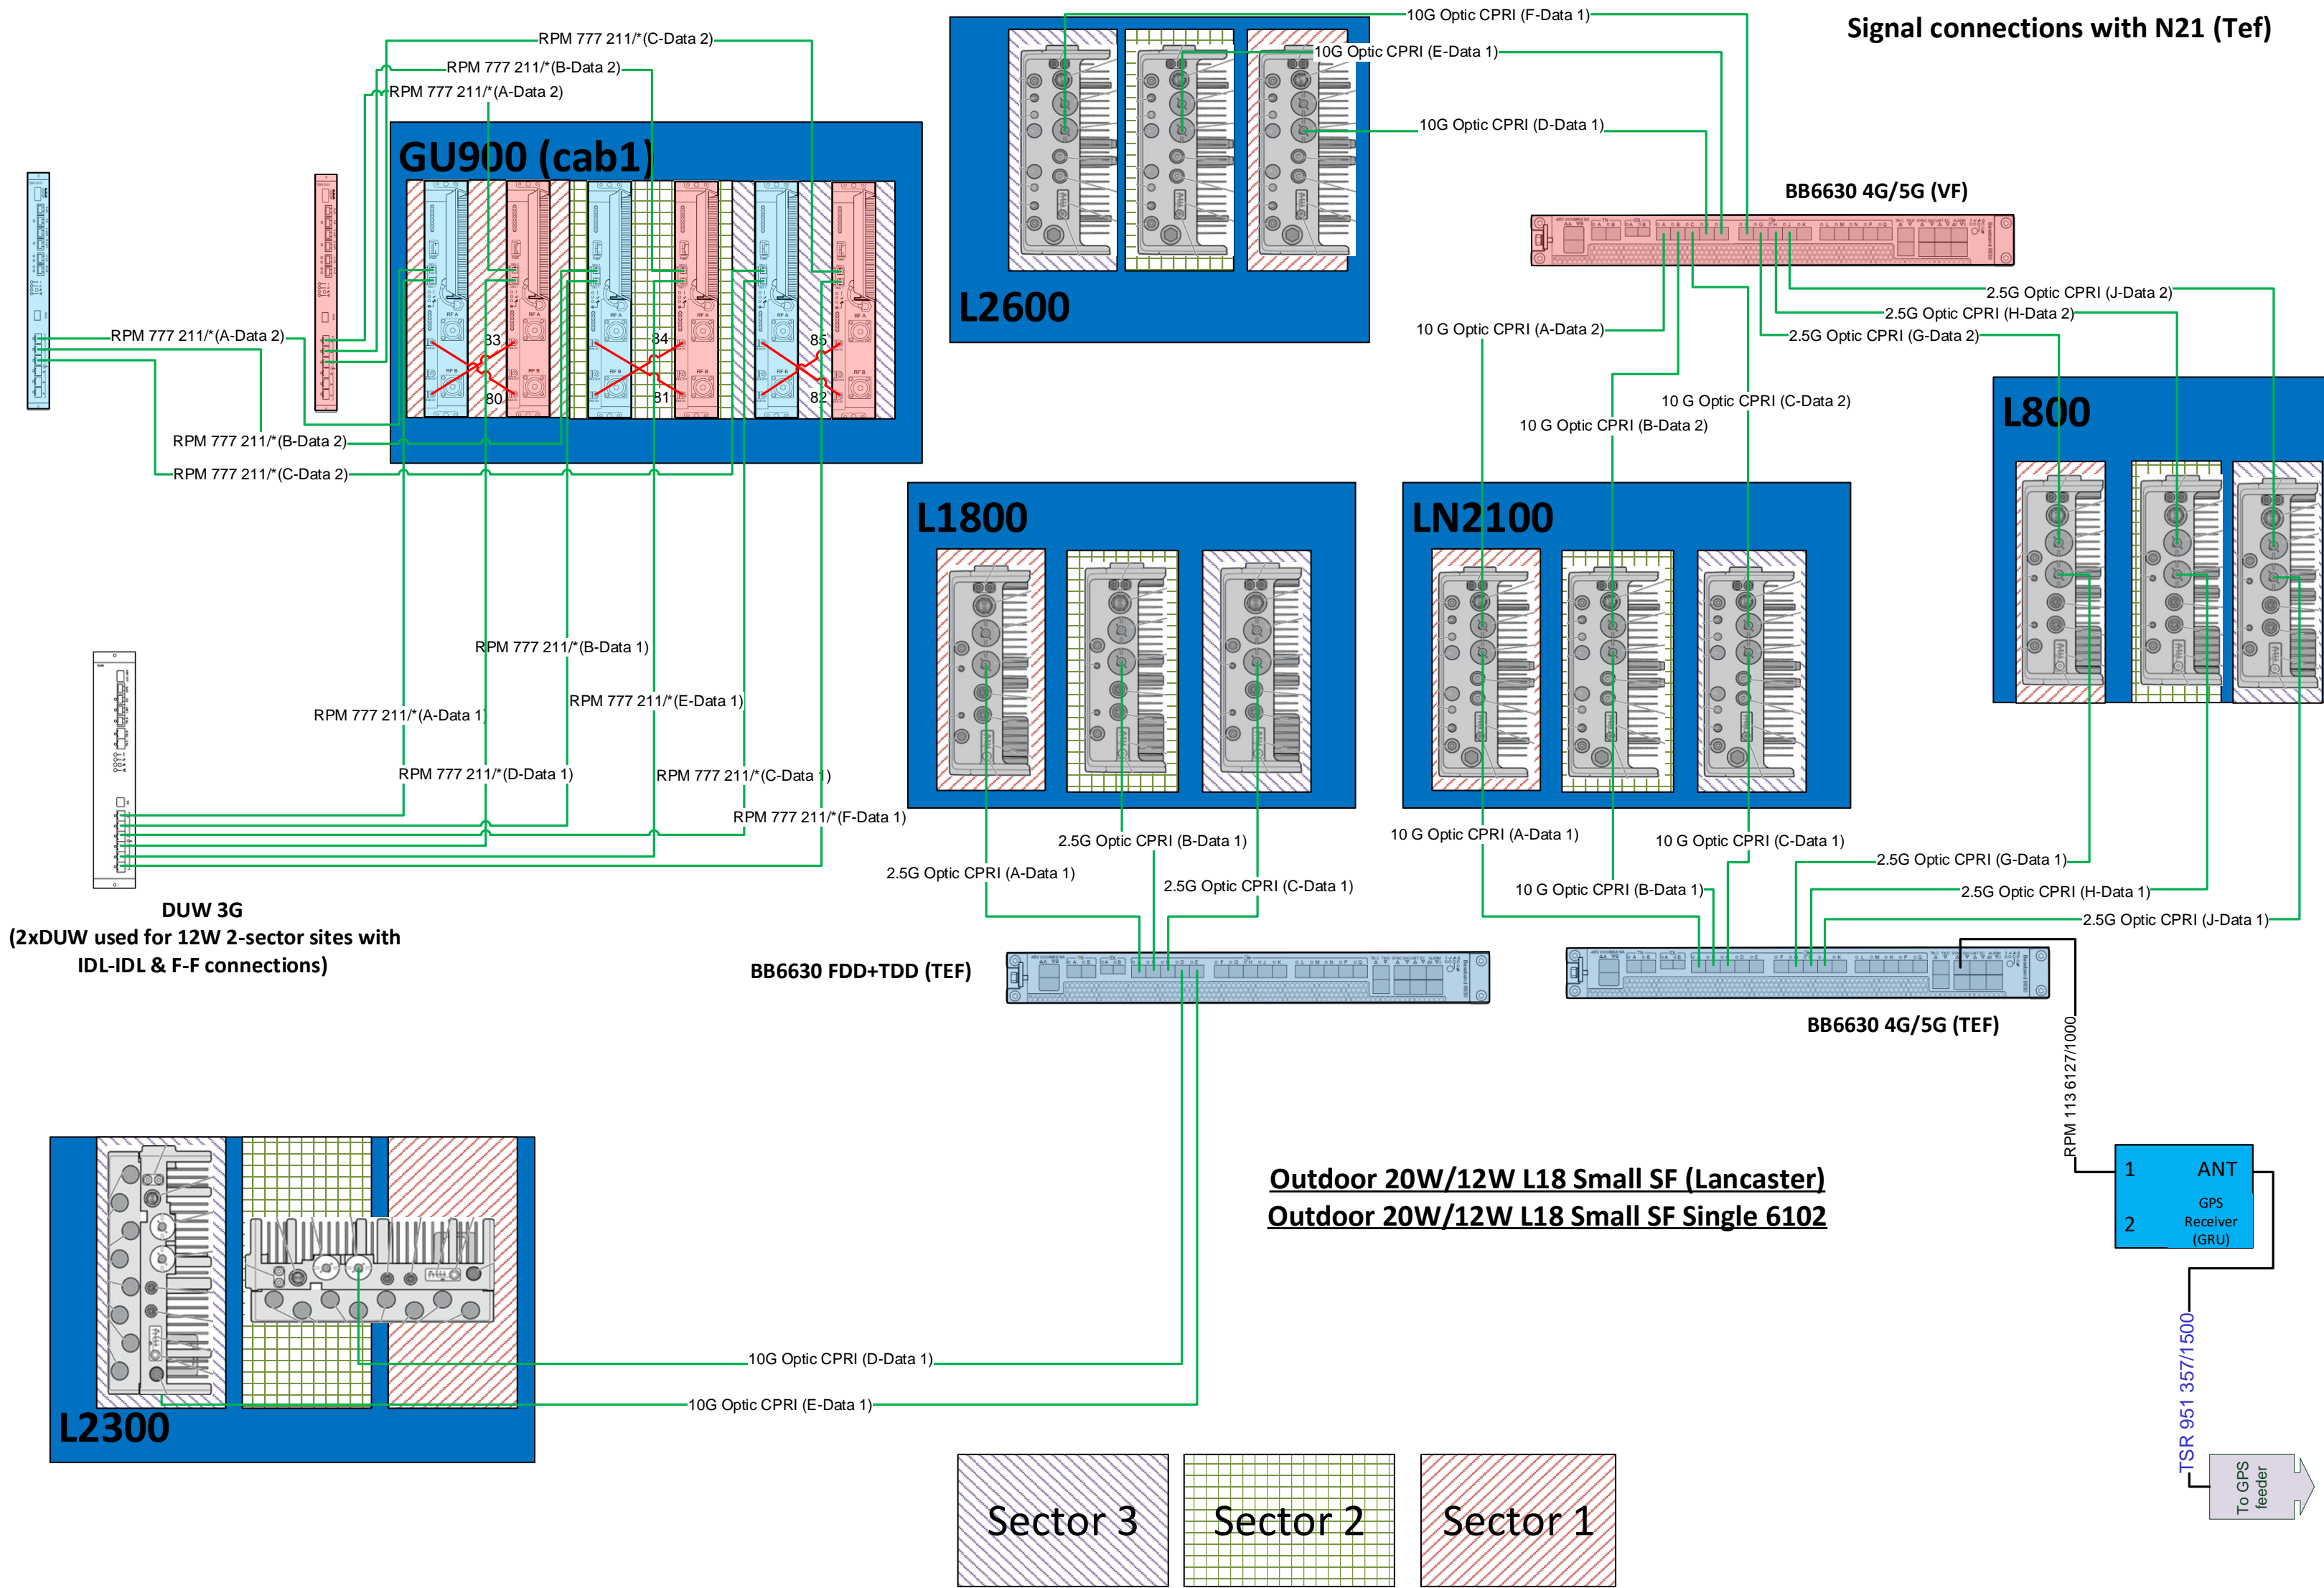 Signal connections with N21 (Tef)
RPM 777 211/*(C-Data 2)
RPM 777 211/*(B-Data 2)
RPM 777 211/*(A-Data 2)
GU900 (cab1)
RF A
RF A
RF A
RF A
RF A
RF A
83
84
85
RF B
RF B
RF B
RF B
RF B
RF B
80
81
82
RPM 777 211/*(A-Data 2)
RPM 777 211/*(B-Data 2)
RPM 777 211/*(C-Data 2)
10G Optic CPRI (F-Data 1)
10G Optic CPRI (E-Data 1)
10G Optic CPRI (D-Data 1)
L2600
BB6630 4G/5G (VF)
2.5G Optic CPRI (J-Data 2)
2.5G Optic CPRI (H-Data 2)
2.5G Optic CPRI (G-Data 2)
10 G Optic CPRI (A-Data 2)
10 G Optic CPRI (C-Data 2)
10 G Optic CPRI (B-Data 2)
L800
L1800
LN2100
RPM 777 211/*(B-Data 1)
RPM 777 211/*(E-Data 1)
RPM 777 211/*(A-Data 1)
RPM 777 211/*(D-Data 1)
RPM 777 211/*(C-Data 1)
RPM 777 211/*(F-Data 1)
DUW 3G
(2xDUW used for 12W 2-sector sites with
IDL-IDL & F-F connections)
2.5G Optic CPRI (B-Data 1)
2.5G Optic CPRI (A-Data 1)
2.5G Optic CPRI (C-Data 1)
10 G Optic CPRI (A-Data 1)
10 G Optic CPRI (C-Data 1)
10 G Optic CPRI (B-Data 1)
2.5G Optic CPRI (G-Data 1)
2.5G Optic CPRI (H-Data 1)
2.5G Optic CPRI (J-Data 1)
BB6630 FDD+TDD (TEF)
BB6630 4G/5G (TEF)
RPM 113 6127/1000
1
ANT
2
GPS
Receiver
(GRU)
TSR 951 357/1500
To GPS
feeder
Outdoor 20W/12W L18 Small SF (Lancaster)
Outdoor 20W/12W L18 Small SF Single 6102
10G Optic CPRI (D-Data 1)
10G Optic CPRI (E-Data 1)
L2300
Sector 3
Sector 2
Sector 1